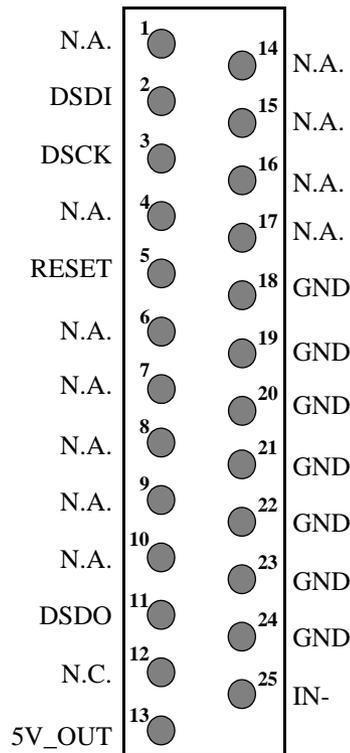 N.A. 1
14 N.A.
DSDI 2
15 N.A.
DSCK 3
16 N.A.
N.A. 4
17 N.A.
RESET 5
18 GND
N.A. 6
19 GND
N.A. 7
20 GND
N.A. 8
21 GND
N.A. 9
22 GND
N.A. 10
23 GND
DSDO 11
24 GND
N.C. 12
25 IN-
5V_OUT 13